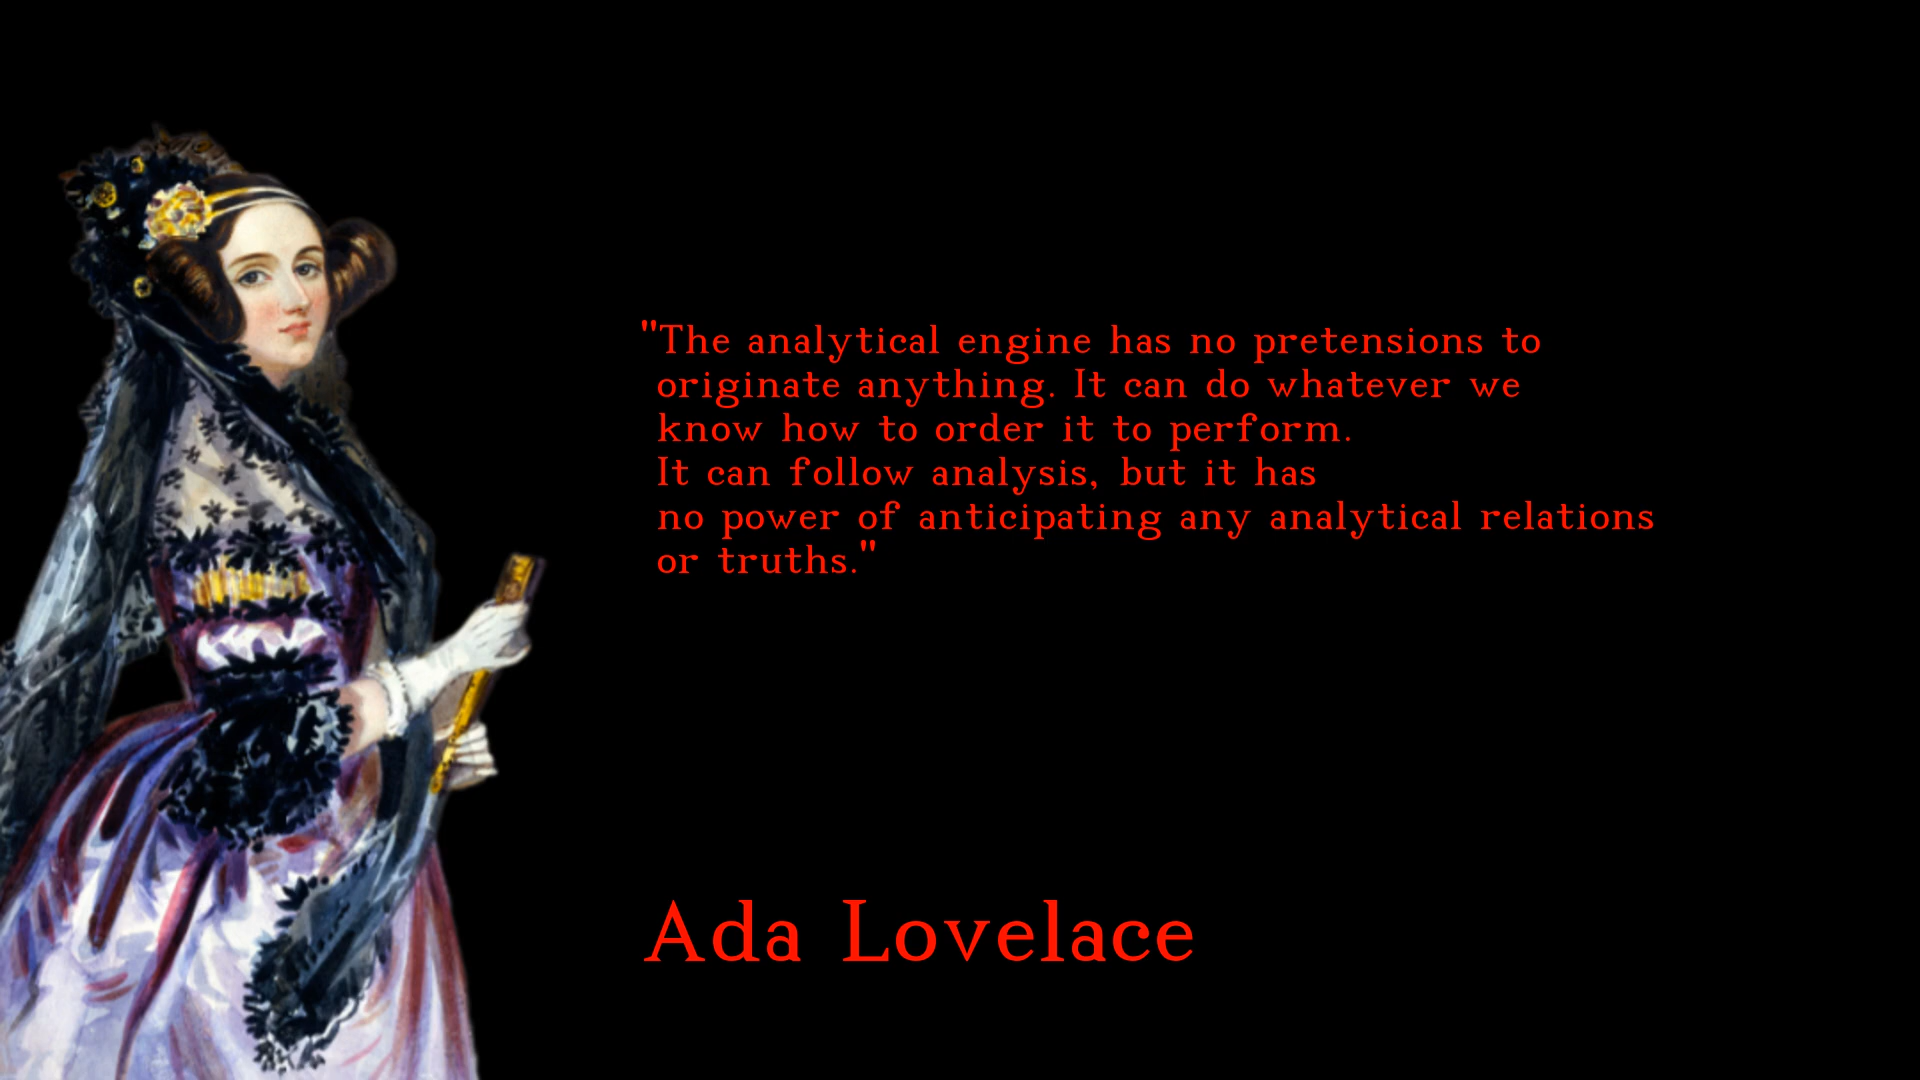 "The analytical engine has no pretensions to
originate anything. It can do whatever we
know how to order it to perform.
It can follow analysis, but it has
no power of anticipating any analytical relations
or truths."
Ada Lovelace